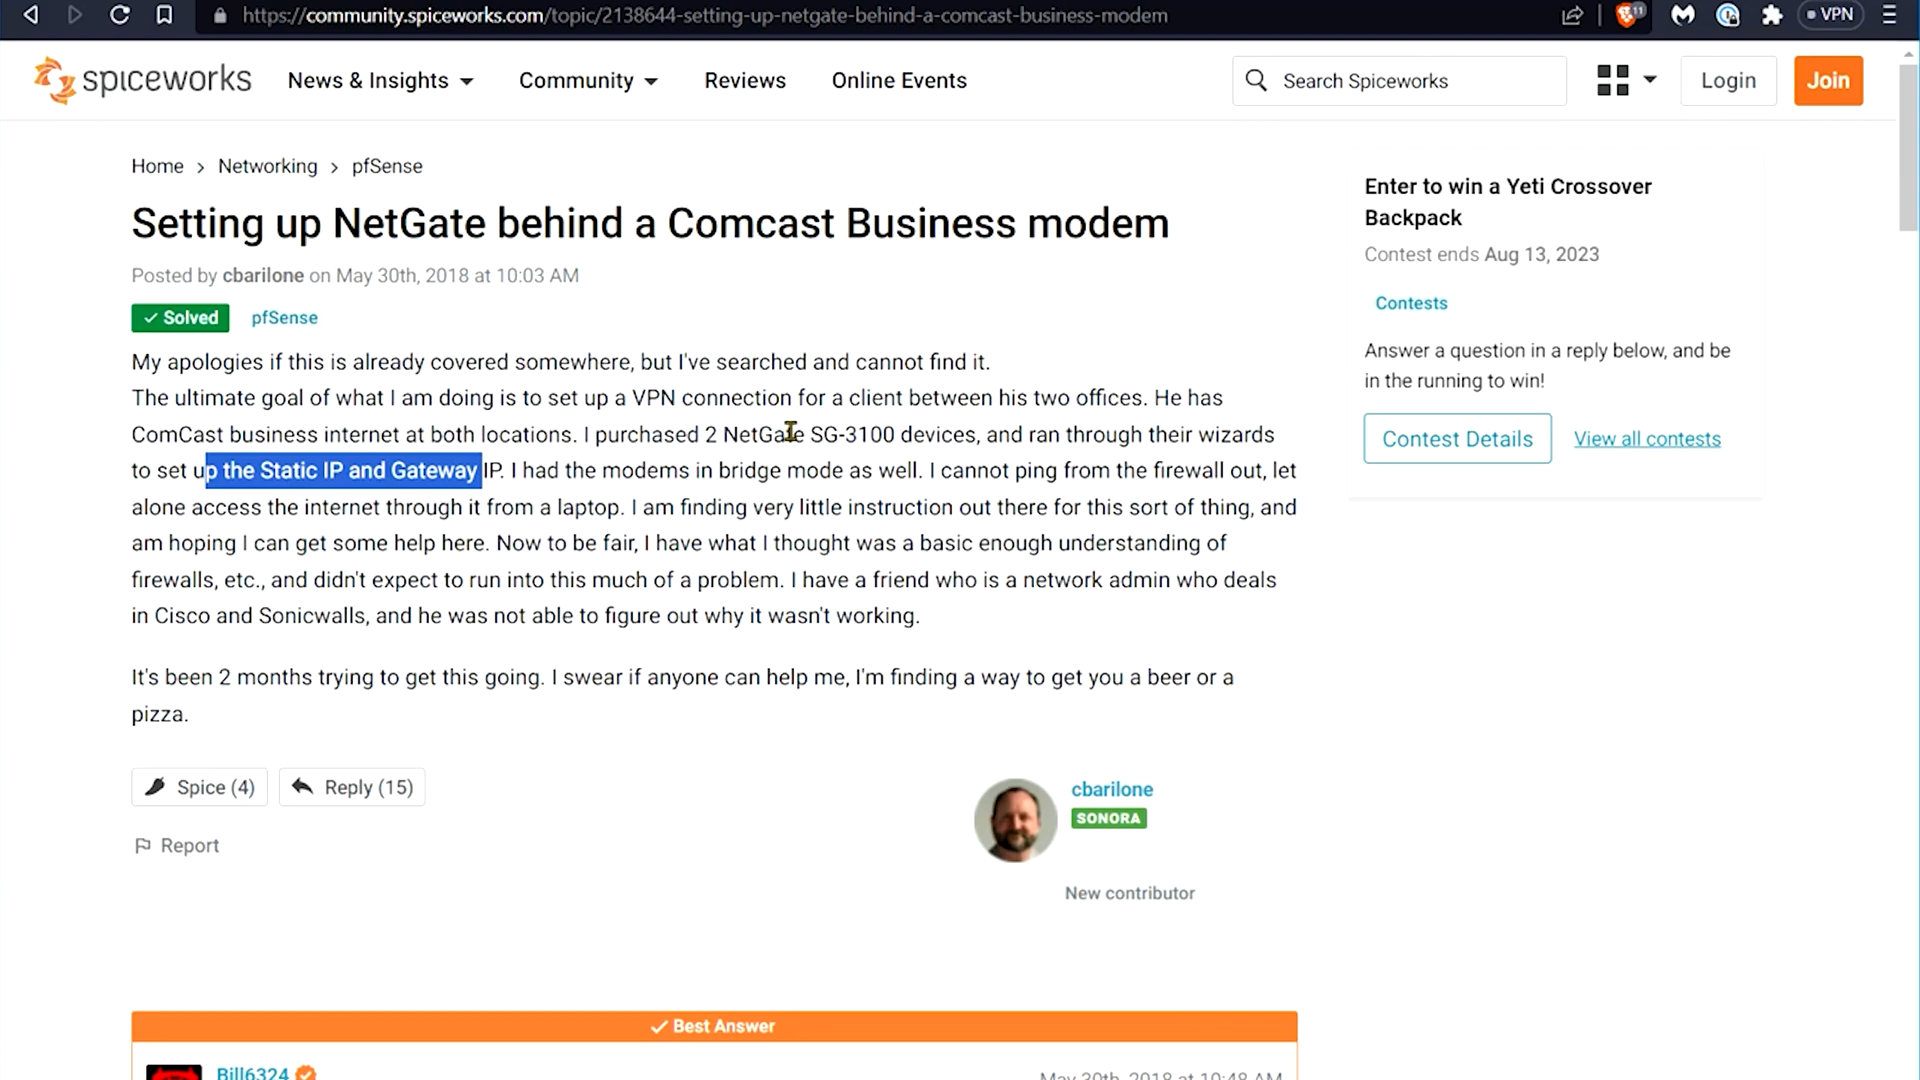 https://community.spiceworks.com/topic/2138644-setting-up-netgate-behind-a-comcast-business-modem
11
VPN
spiceworks
News & Insights
Community
Reviews
Online Events
Search Spiceworks
Login
Join
Home > Networking > pfSense
Setting up NetGate behind a Comcast Business modem
Posted by cbarilone on May 30th, 2018 at 10:03 AM
Solved
pfSense
My apologies if this is already covered somewhere, but I've searched and cannot find it.
The ultimate goal of what I am doing is to set up a VPN connection for a client between his two offices. He has
ComCast business internet at both locations. I purchased 2 NetGate SG-3100 devices, and ran through their wizards
to set up the Static IP and Gateway IP. I had the modems in bridge mode as well. I cannot ping from the firewall out, let
alone access the internet through it from a laptop. I am finding very little instruction out there for this sort of thing, and
am hoping I can get some help here. Now to be fair, I have what I thought was a basic enough understanding of
firewalls, etc., and didn't expect to run into this much of a problem. I have a friend who is a network admin who deals
in Cisco and Sonicwalls, and he was not able to figure out why it wasn't working.
It's been 2 months trying to get this going. I swear if anyone can help me, I'm finding a way to get you a beer or a
pizza.
Spice (4)
Reply (15)
Report
cbarilone
SONORA
New contributor
Best Answer
Bill6324
May 30th, 2018 at 10:48 AM
Enter to win a Yeti Crossover
Backpack
Contest ends Aug 13, 2023
Contests
Answer a question in a reply below, and be
in the running to win!
Contest Details
View all contests